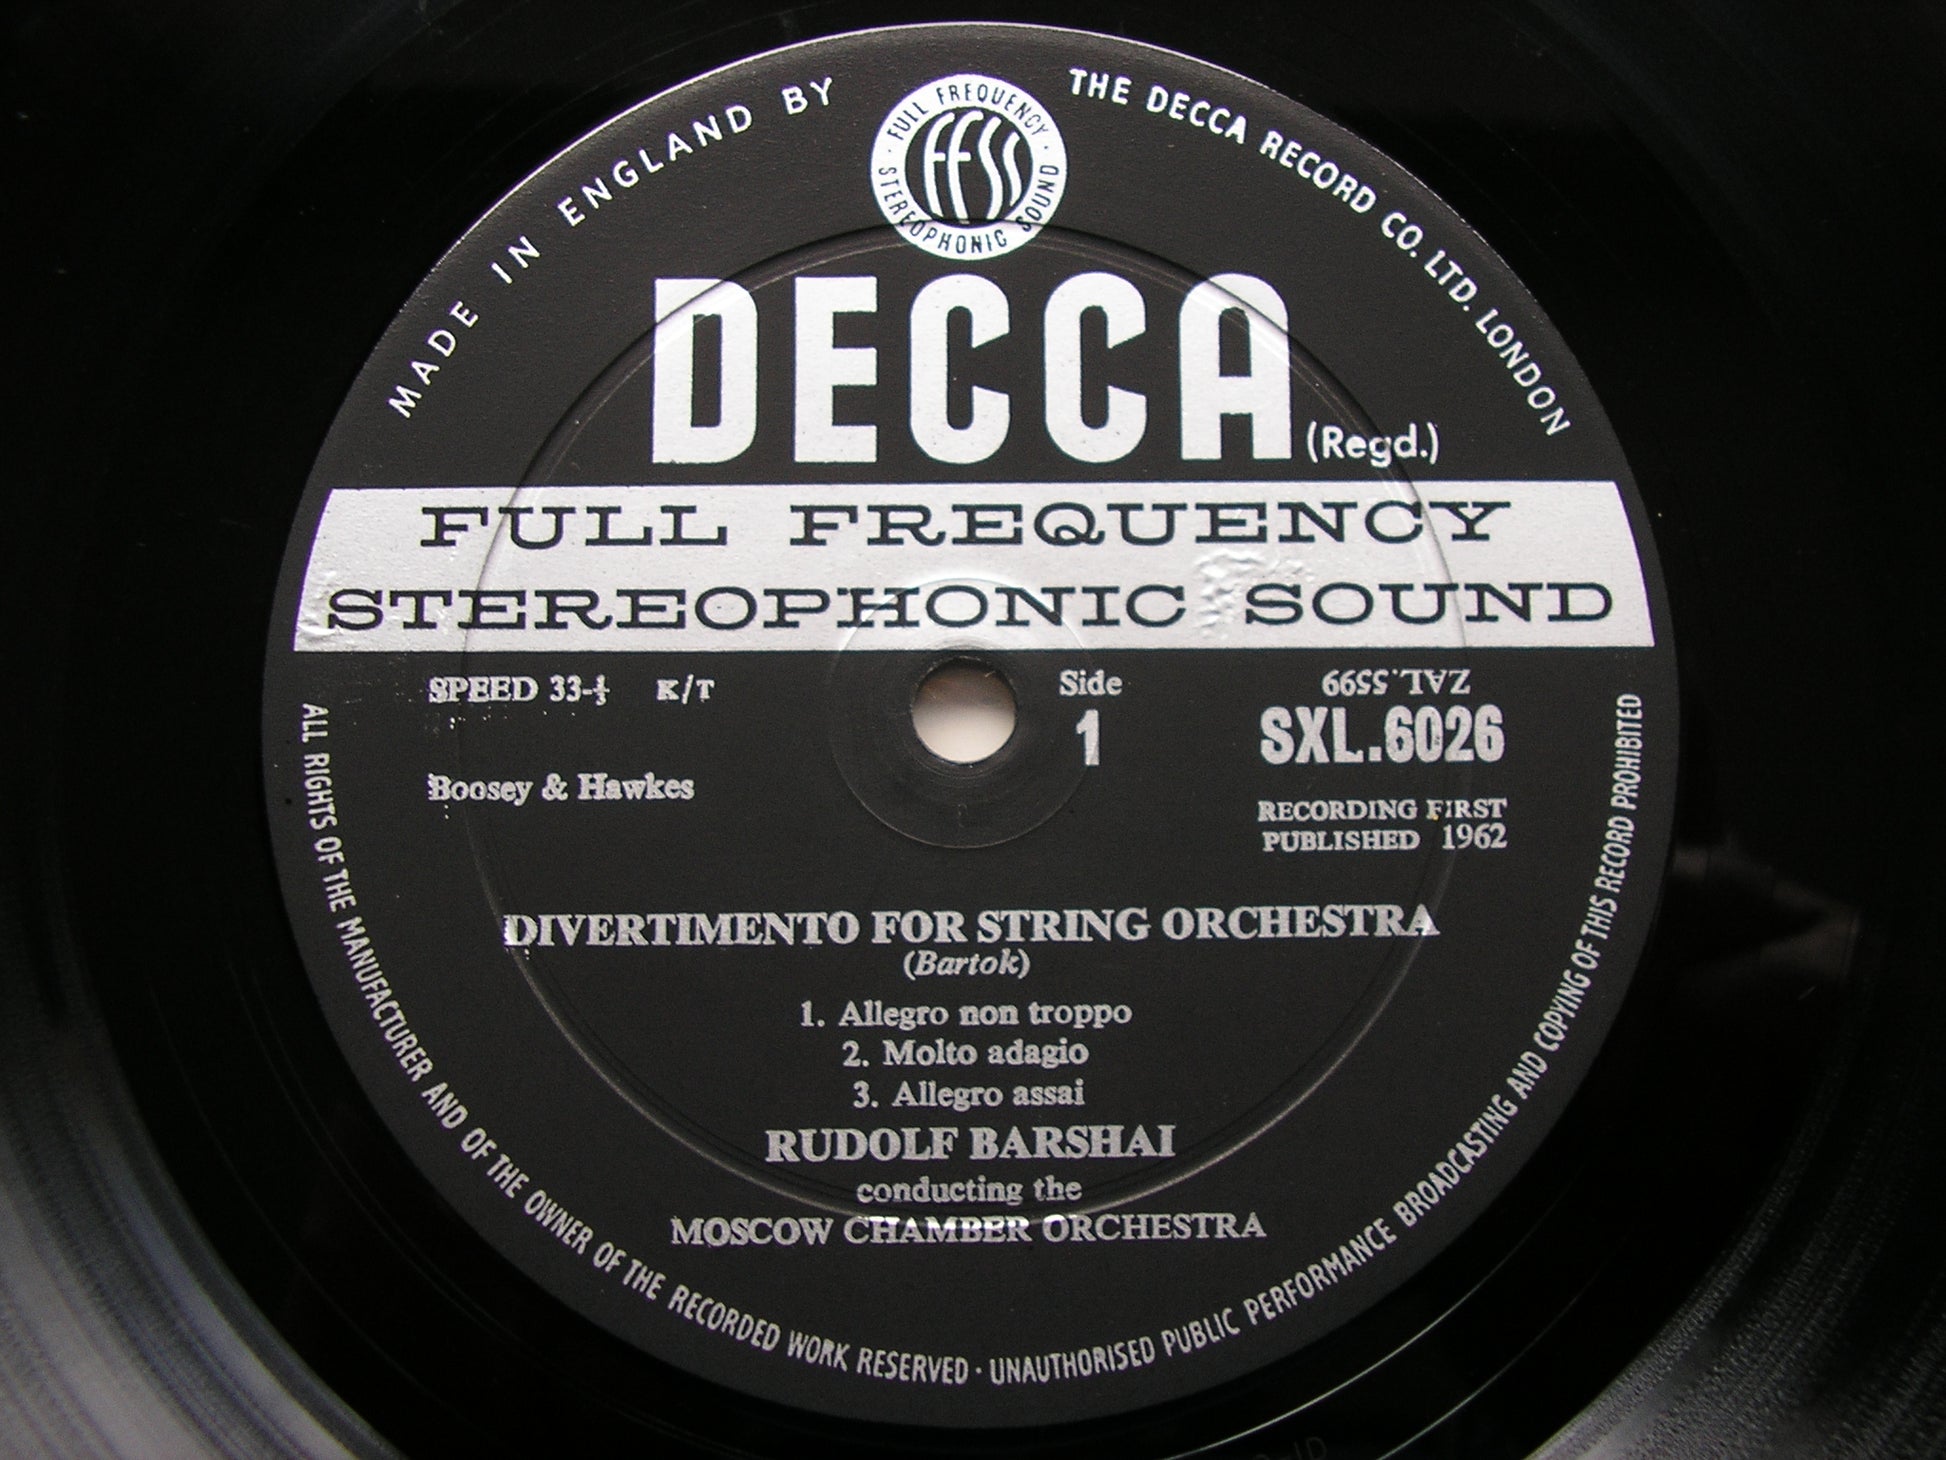 MADE IN ENGLAND BY
FULL FREQUENCY
ffss
STEREOPHONIC SOUND
THE DECCA RECORD CO. LTD. LONDON
DECCA (Regd.)
FULL FREQUENCY
STEREOPHONIC SOUND
SPEED 33-⅓ K/T
Side
1
ZAL.5599
SXL.6026
Boosey & Hawkes
RECORDING FIRST
PUBLISHED 1962
DIVERTIMENTO FOR STRING ORCHESTRA
(Bartok)
1. Allegro non troppo
2. Molto adagio
3. Allegro assai
RUDOLF BARSHAI
conducting the
MOSCOW CHAMBER ORCHESTRA
ALL RIGHTS OF THE MANUFACTURER AND OF THE OWNER OF THE RECORDED WORK RESERVED · UNAUTHORISED PUBLIC PERFORMANCE BROADCASTING AND COPYING OF THIS RECORD PROHIBITED